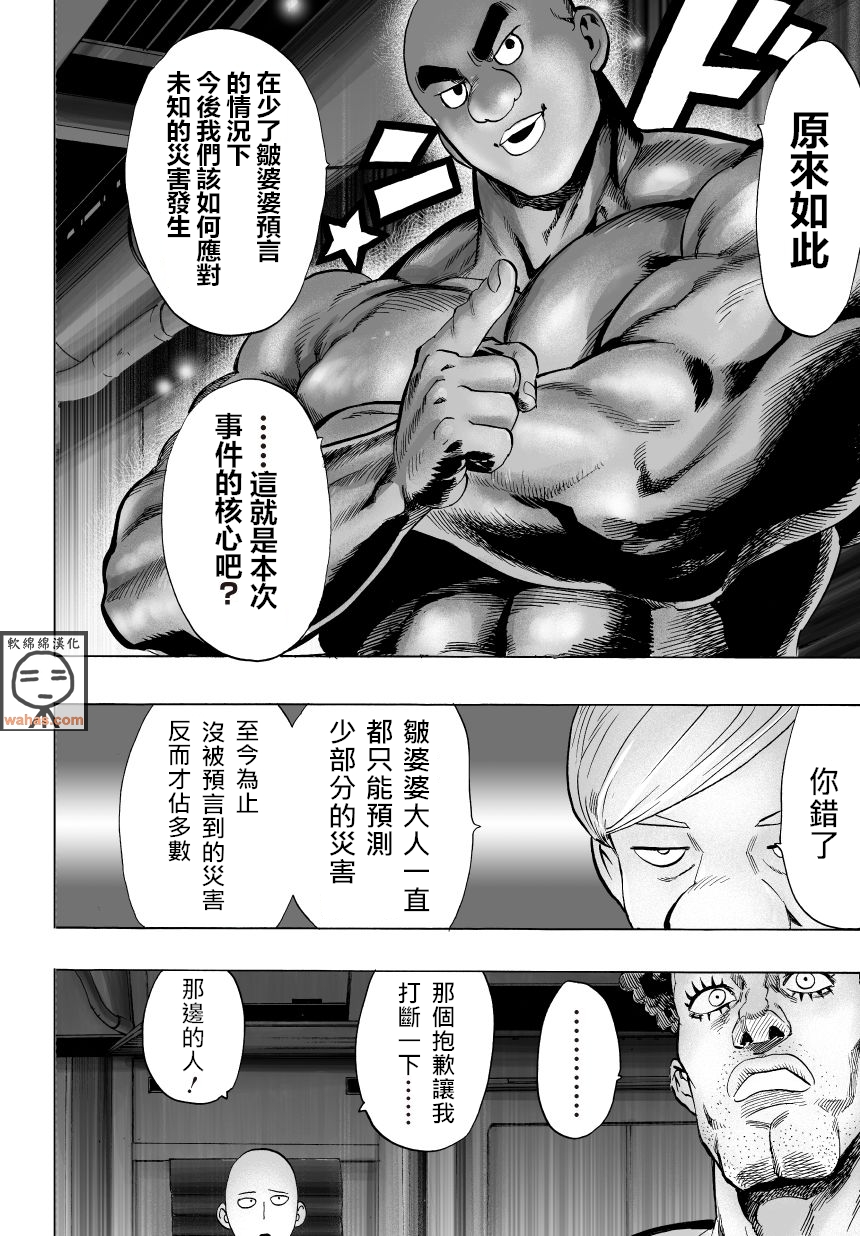 原來如此
ドン
在少了皺婆婆預言
的情況下
今後我們該如何應對
未知的災害發生
……這就是本次
事件的核心吧？
軟綿綿漢化
wahas.com
你錯了
皺婆婆大人一直
都只能預測
少部分的災害
至今為止
沒被預言到的災害
反而才佔多數
………
那個抱歉讓我
打斷一下……
那邊的人！